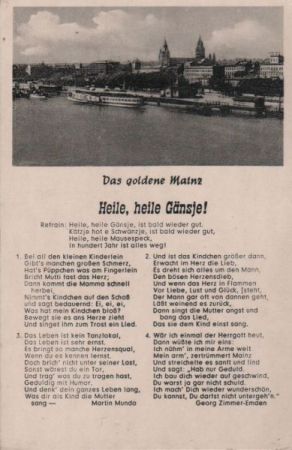 Das goldene Mainz
Heile, heile Gänsje!
Refrain: Heile, heile Gänsje, ist bald wieder gut,
Kätzje hot e Schwänzje, ist bald wieder gut,
Heile, heile Mausespeck,
In hundert Jahr ist alles weg!
1. Bei all den kleinen Kinderlein
Gibt's manchen großen Schmerz,
Hat's Püppchen was am Fingerlein
Bricht Mutti fast das Herz;
Dann kommt die Mamma schnell
herbei,
Nimmt's Kindchen auf den Schoß
und sagt bedauernd: Ei, ei, ei,
Was hat mein Kindchen bloß?
Bewegt sie es ans Herze zieht
Und singt ihm zum Trost ein Lied.
2. Und ist das Kindchen größer dann,
Erwacht im Herz die Lieb,
Es dreht sich alles um den Mann,
Den bösen Herzensdieb,
Und wenn das Herz in Flammen
Vor Liebe, Lust und Glück, [steht,
Der Mann gar oft von dannen geht,
Läßt weinend es zurück,
Dann singt die Mutter angst und
bang das Lied,
Das sie dem Kind einst sang.
3. Das Leben ist kein Tanzlokal,
Das Leben ist sehr ernst.
Es bringt so manche Herzensqual,
Wenn du es kennen lernst.
Doch brich' nicht unter seiner Last,
Sonst wärest du ein Tor,
Und trag' was du zu tragen hast,
Geduldig mit Humor.
Und denk' dein ganzes Leben lang,
Was dir als Kind die Mutter
sang — Martin Mundo
4. Wär ich einmal der Herrgott heut,
Dann wüßte ich mir eins:
Ich nähm' in meine Arme weit
Mein arm', zertrümmert Mainz
Und streichelte es sanft und lind
Und sagt: „Hab nur Geduld.
Ich bau dich wieder auf geschwind,
Du warst ja gar nicht schuld.
Ich mach' Dich wieder wunderschön,
Du kannst, Du darfst nicht untergeh'n."
Georg Zimmer-Emden